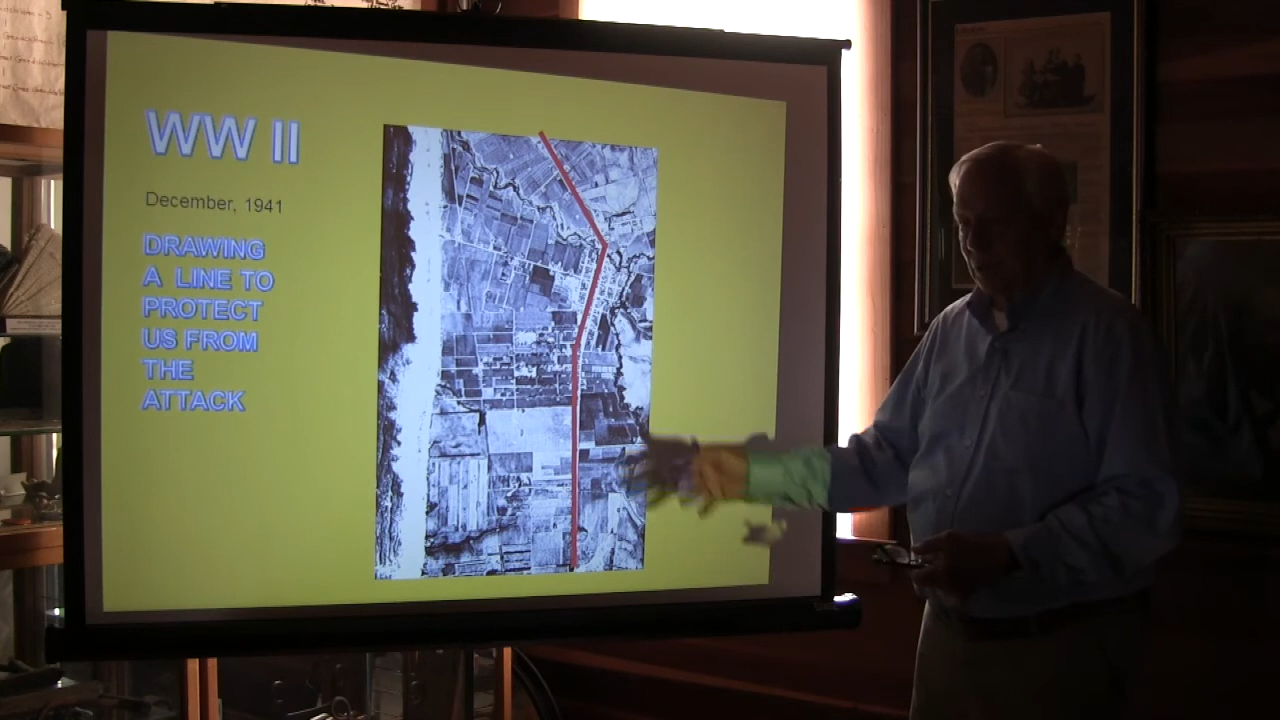 WW II
December, 1941
DRAWING
A LINE TO
PROTECT
US FROM
THE
ATTACK